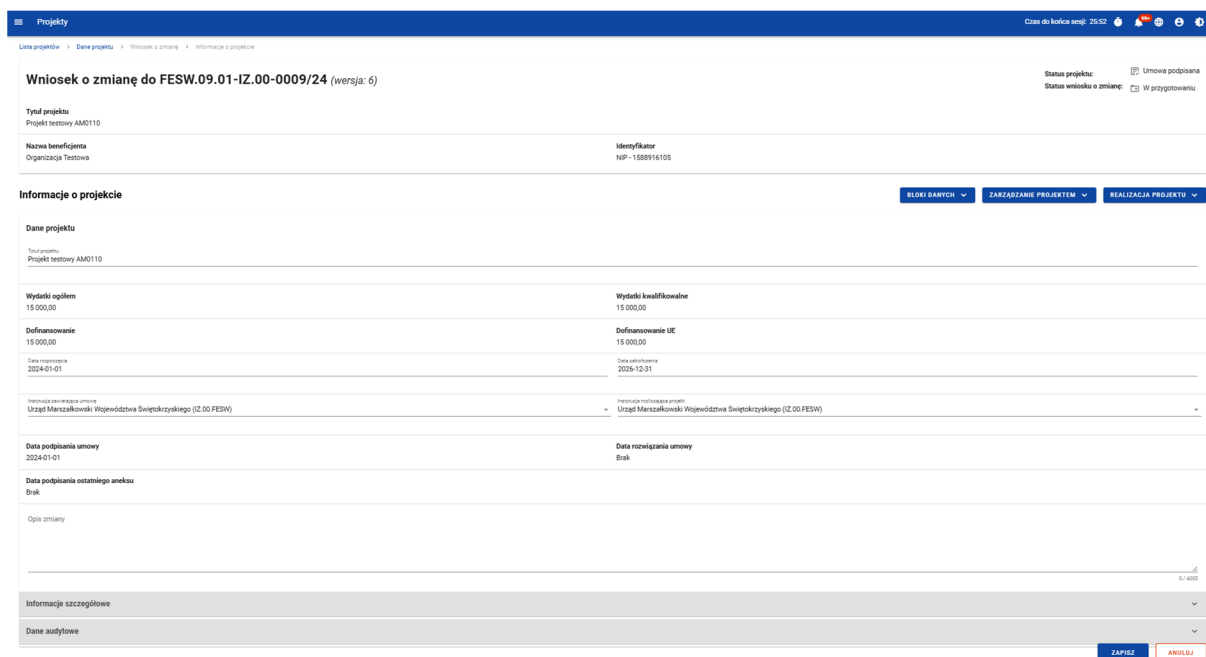 Projekty
Czas do końca sesji: 25:52
99+
Lista projektów > Dane projektu > Wniosek o zmianę > Informacje o projekcie
Wniosek o zmianę do FESW.09.01-IZ.00-0009/24 (wersja: 6)
Status projektu: Umowa podpisana
Status wniosku o zmianę: W przygotowaniu
Tytuł projektu
Projekt testowy AM0110
Nazwa beneficjenta Identyfikator
Organizacja Testowa NIP - 1588916105
Informacje o projekcie BLOKI DANYCH ZARZĄDZANIE PROJEKTEM REALIZACJA PROJEKTU
Dane projektu
Tytuł projektu
Projekt testowy AM0110
Wydatki ogółem Wydatki kwalifikowalne
15 000,00 15 000,00
Dofinansowanie Dofinansowanie UE
15 000,00 15 000,00
Data rozpoczęcia Data zakończenia
2024-01-01 2026-12-31
Instytucja zawierająca umowę Instytucja rozliczająca projekt
Urząd Marszałkowski Województwa Świętokrzyskiego (IZ.00.FESW) Urząd Marszałkowski Województwa Świętokrzyskiego (IZ.00.FESW)
Data podpisania umowy Data rozwiązania umowy
2024-01-01 Brak
Data podpisania ostatniego aneksu
Brak
Opis zmiany
0 / 4000
Informacje szczegółowe
Dane audytowe
ZAPISZ ANULUJ